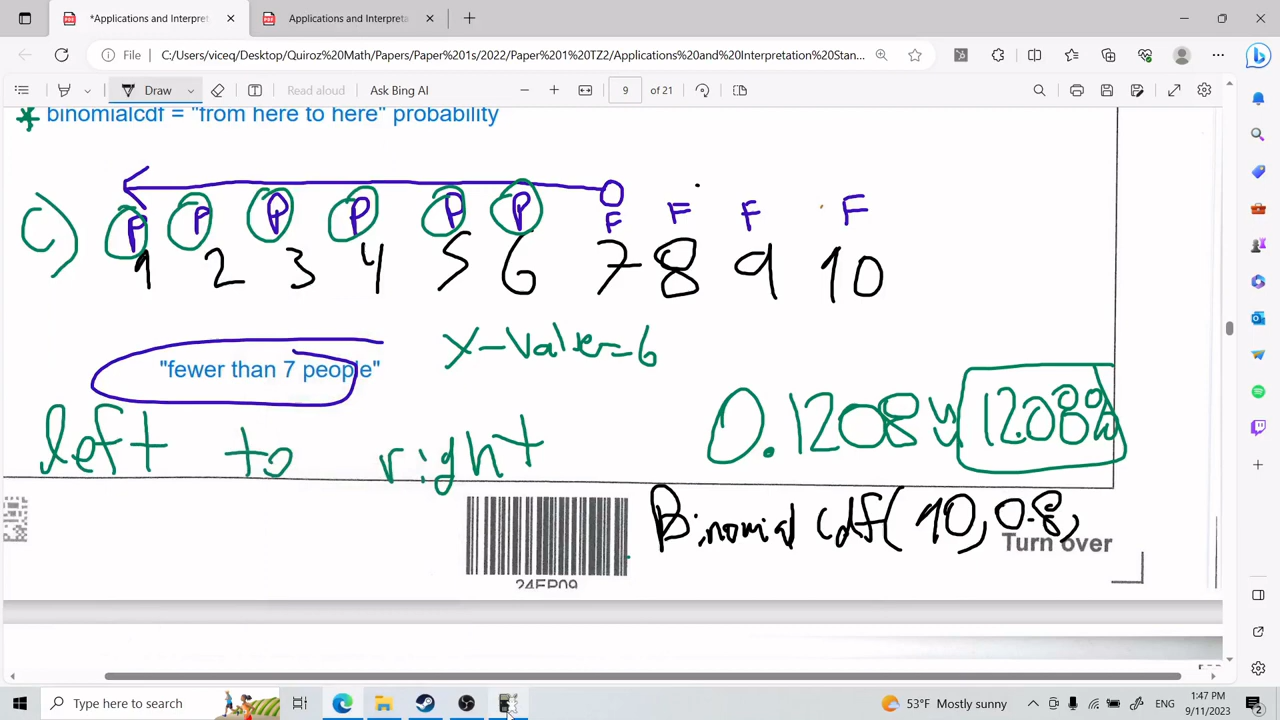 *Applications and Interpret
Applications and Interpreta
File
C:/Users/viceq/Desktop/Quiroz%20Math/Papers/Paper%201s/2022/Paper%201%20TZ2/Applications%20and%20Interpretation%20Stan...
Draw
Read aloud
Ask Bing AI
9 of 21
* binomialcdf = "from here to here" probability
c)
P P P P P P F F F F
1 2 3 4 5 6 7 8 9 10
x-value=6
"fewer than 7 people"
0.1208 12.08%
left to right
Binomial cdf(10,0.8,
Turn over
24EP09
Type here to search
53°F Mostly sunny
ENG
1:47 PM
9/11/2023
2